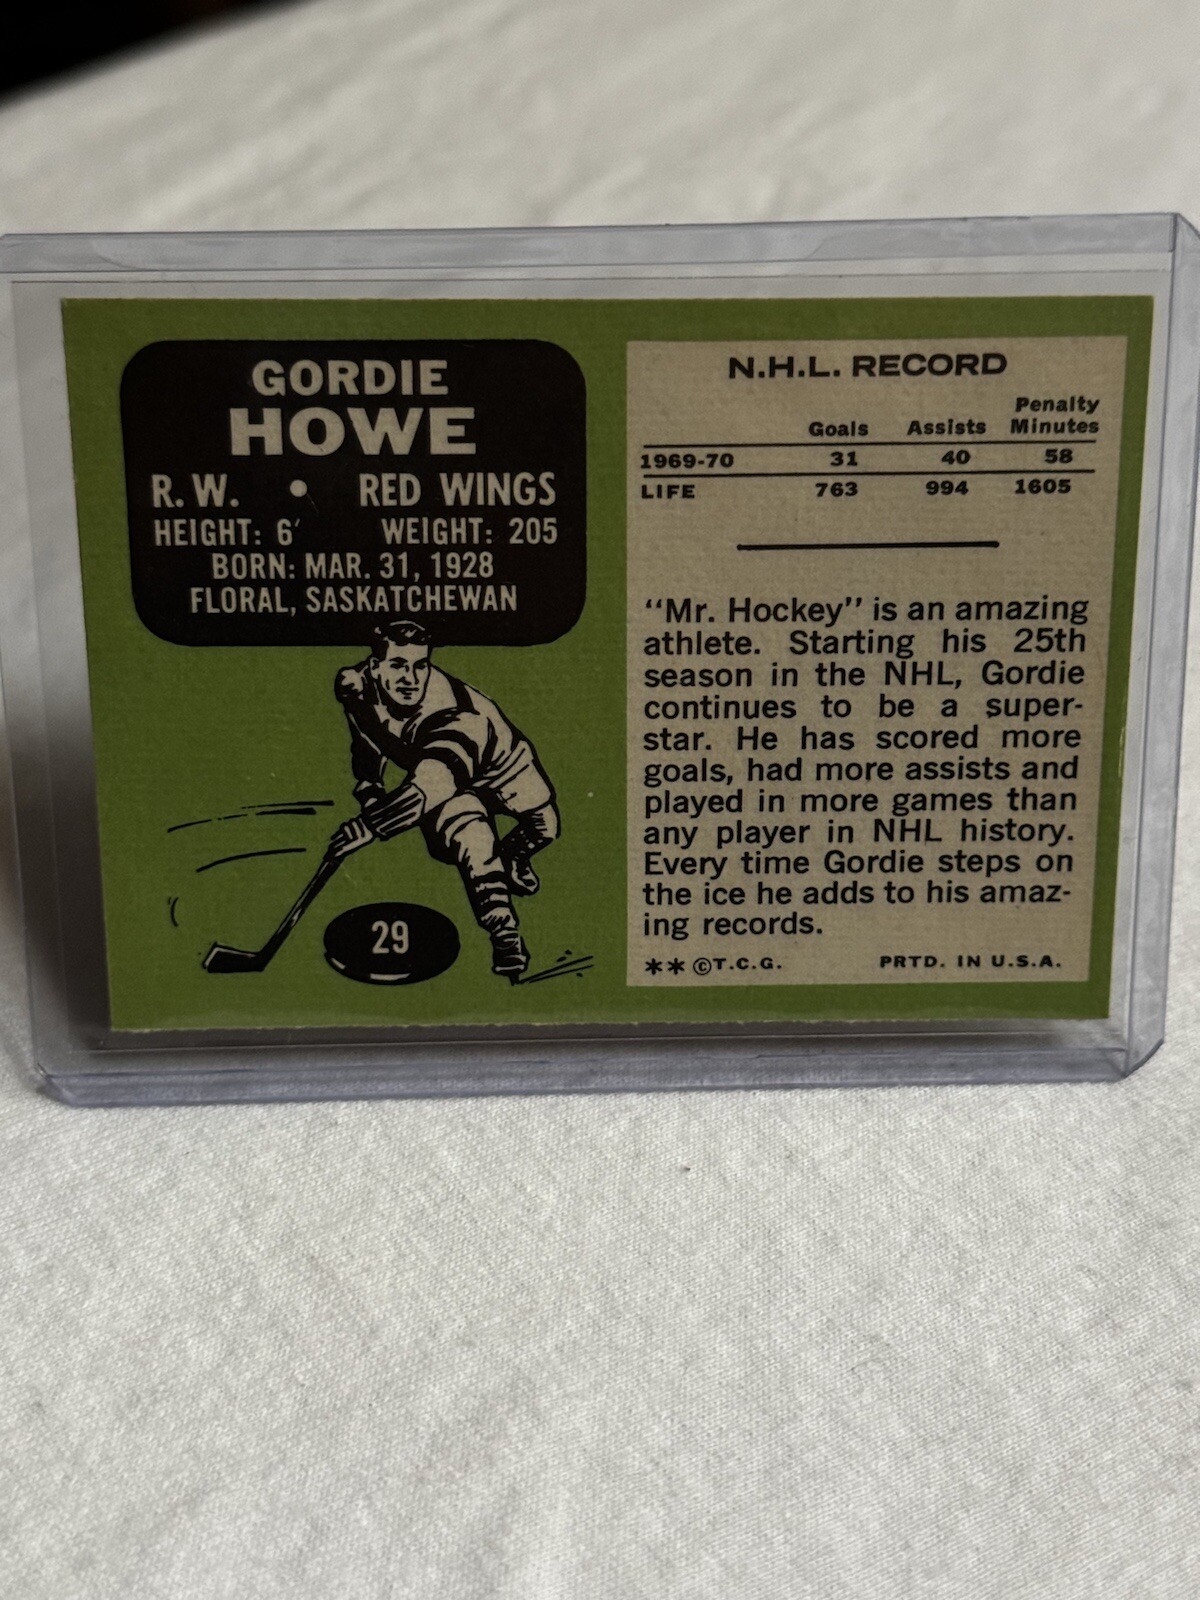 GORDIE
HOWE
R. W. • RED WINGS
HEIGHT: 6' WEIGHT: 205
BORN: MAR. 31, 1928
FLORAL, SASKATCHEWAN
29
N.H.L. RECORD
Goals Assists Penalty Minutes
1969-70 31 40 58
LIFE 763 994 1605
“Mr. Hockey” is an amazing
athlete. Starting his 25th
season in the NHL, Gordie
continues to be a super-
star. He has scored more
goals, had more assists and
played in more games than
any player in NHL history.
Every time Gordie steps on
the ice he adds to his amaz-
ing records.
** ©T.C.G. PRTD. IN U.S.A.